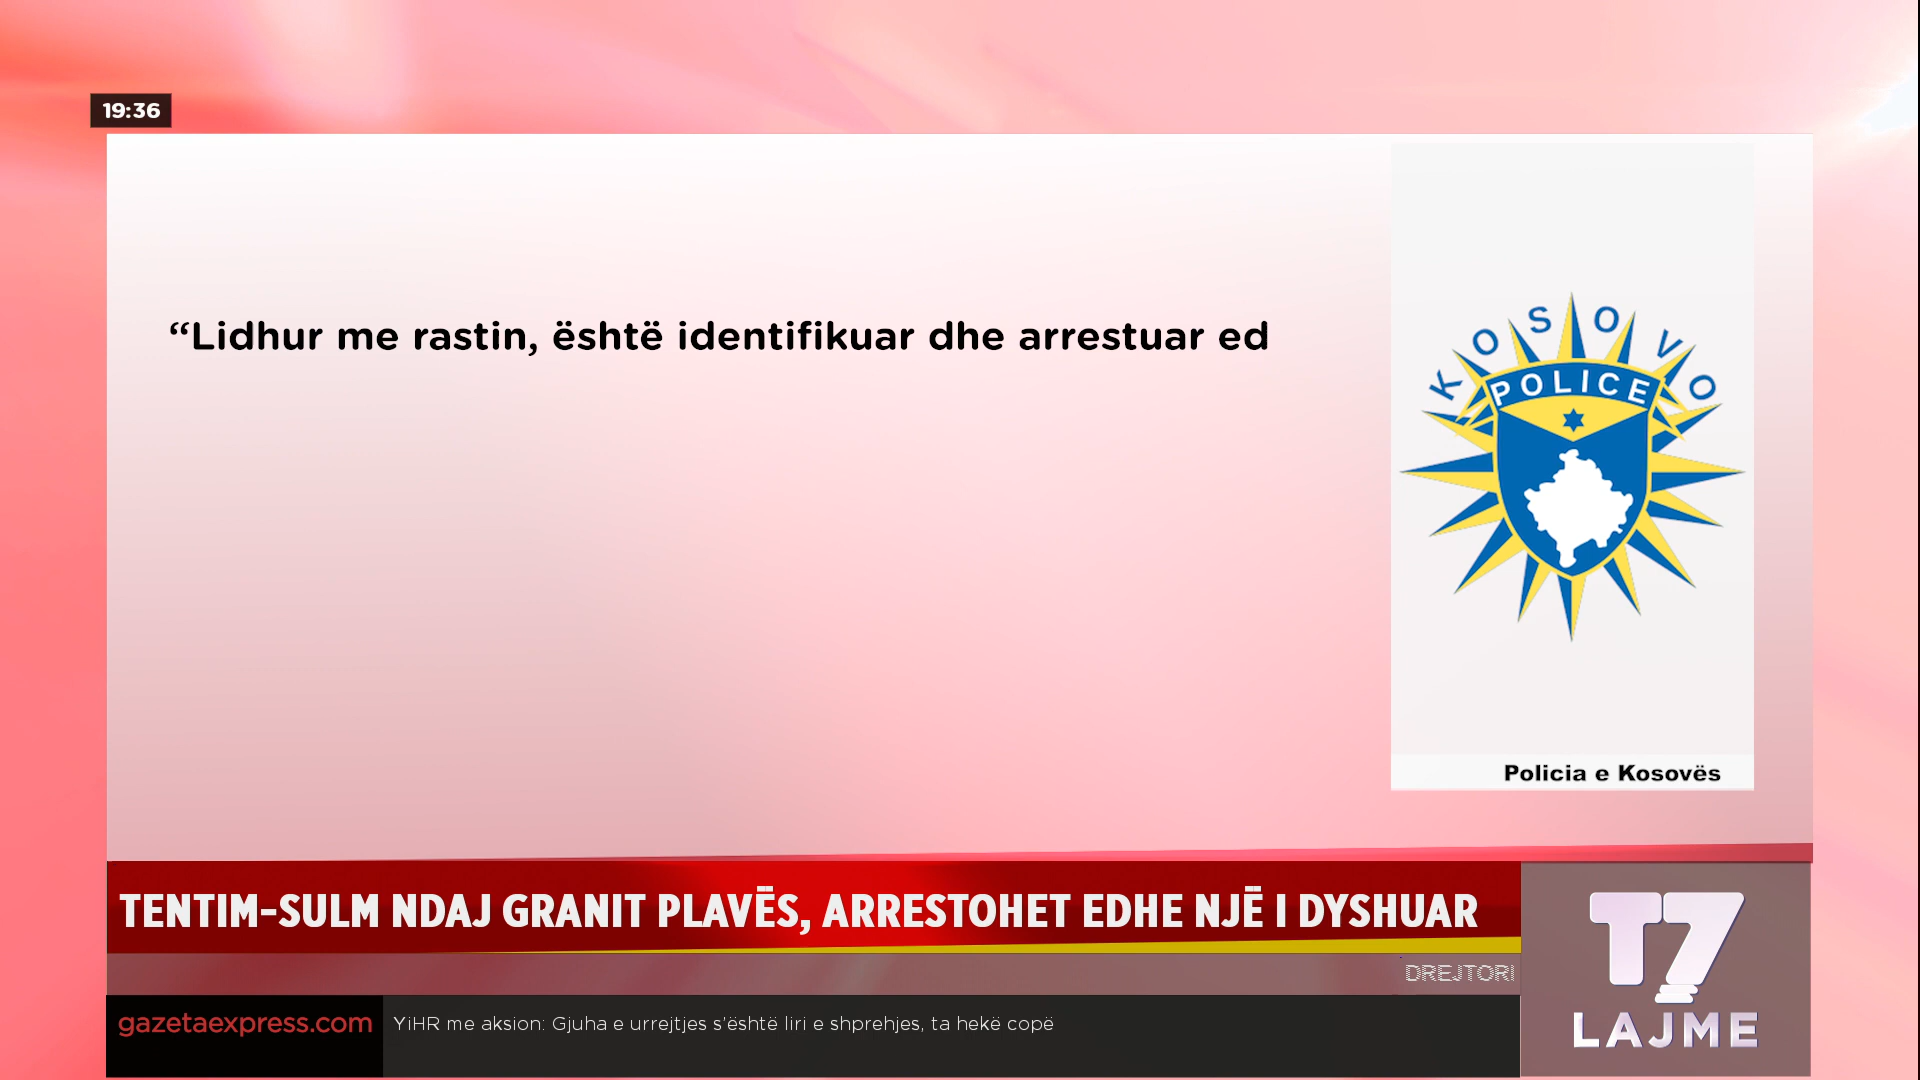 19:36
“Lidhur me rastin, është identifikuar dhe arrestuar ed
KOSOVO
POLICE
Policia e Kosovës
TENTIM-SULM NDAJ GRANIT PLAVËS, ARRESTOHET EDHE NJË I DYSHUAR
DREJTORI
T7
LAJME
gazetaexpress.com
YiHR me aksion: Gjuha e urrejtjes s'është liri e shprehjes, ta hekë copë